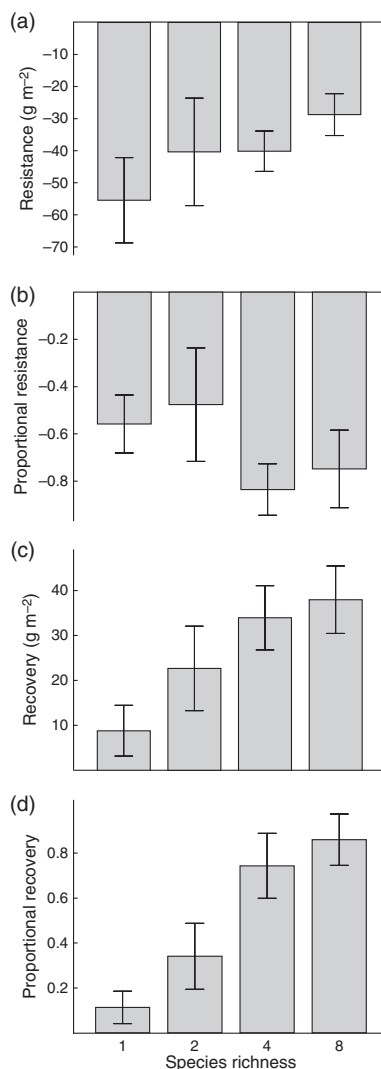 (a)
−10
−20
−30
−40
−50
−60
−70
Resistance (g m−2)
(b)
−0.2
−0.4
−0.6
−0.8
Proportional resistance
(c)
40
30
20
10
Recovery (g m−2)
(d)
0.8
0.6
0.4
0.2
Proportional recovery
1 2 4 8
Species richness